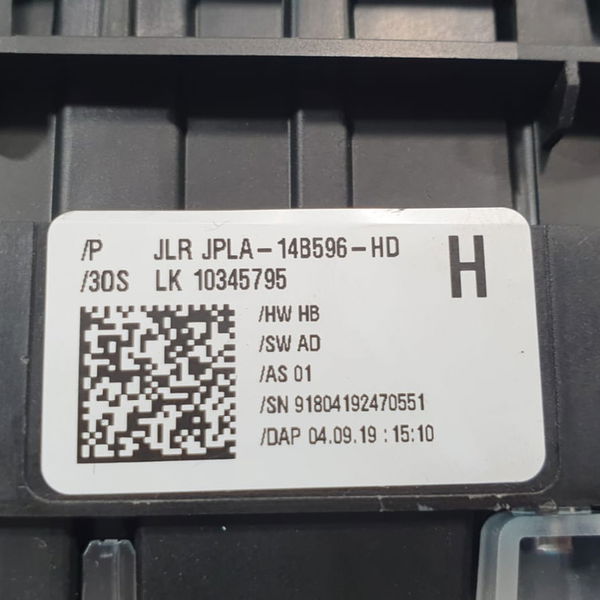 /P JLR JPLA-14B596-HD H
/3OS LK 10345795
/HW HB
/SW AD
/AS 01
/SN 91804192470551
/DAP 04.09.19 : 15:10